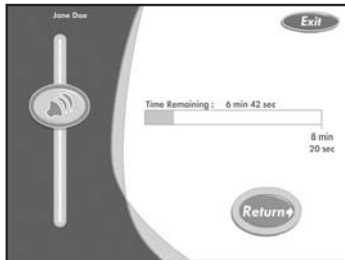 Jane Doe
Exit
Time Remaining : 6 min 42 sec
8 min
20 sec
Return